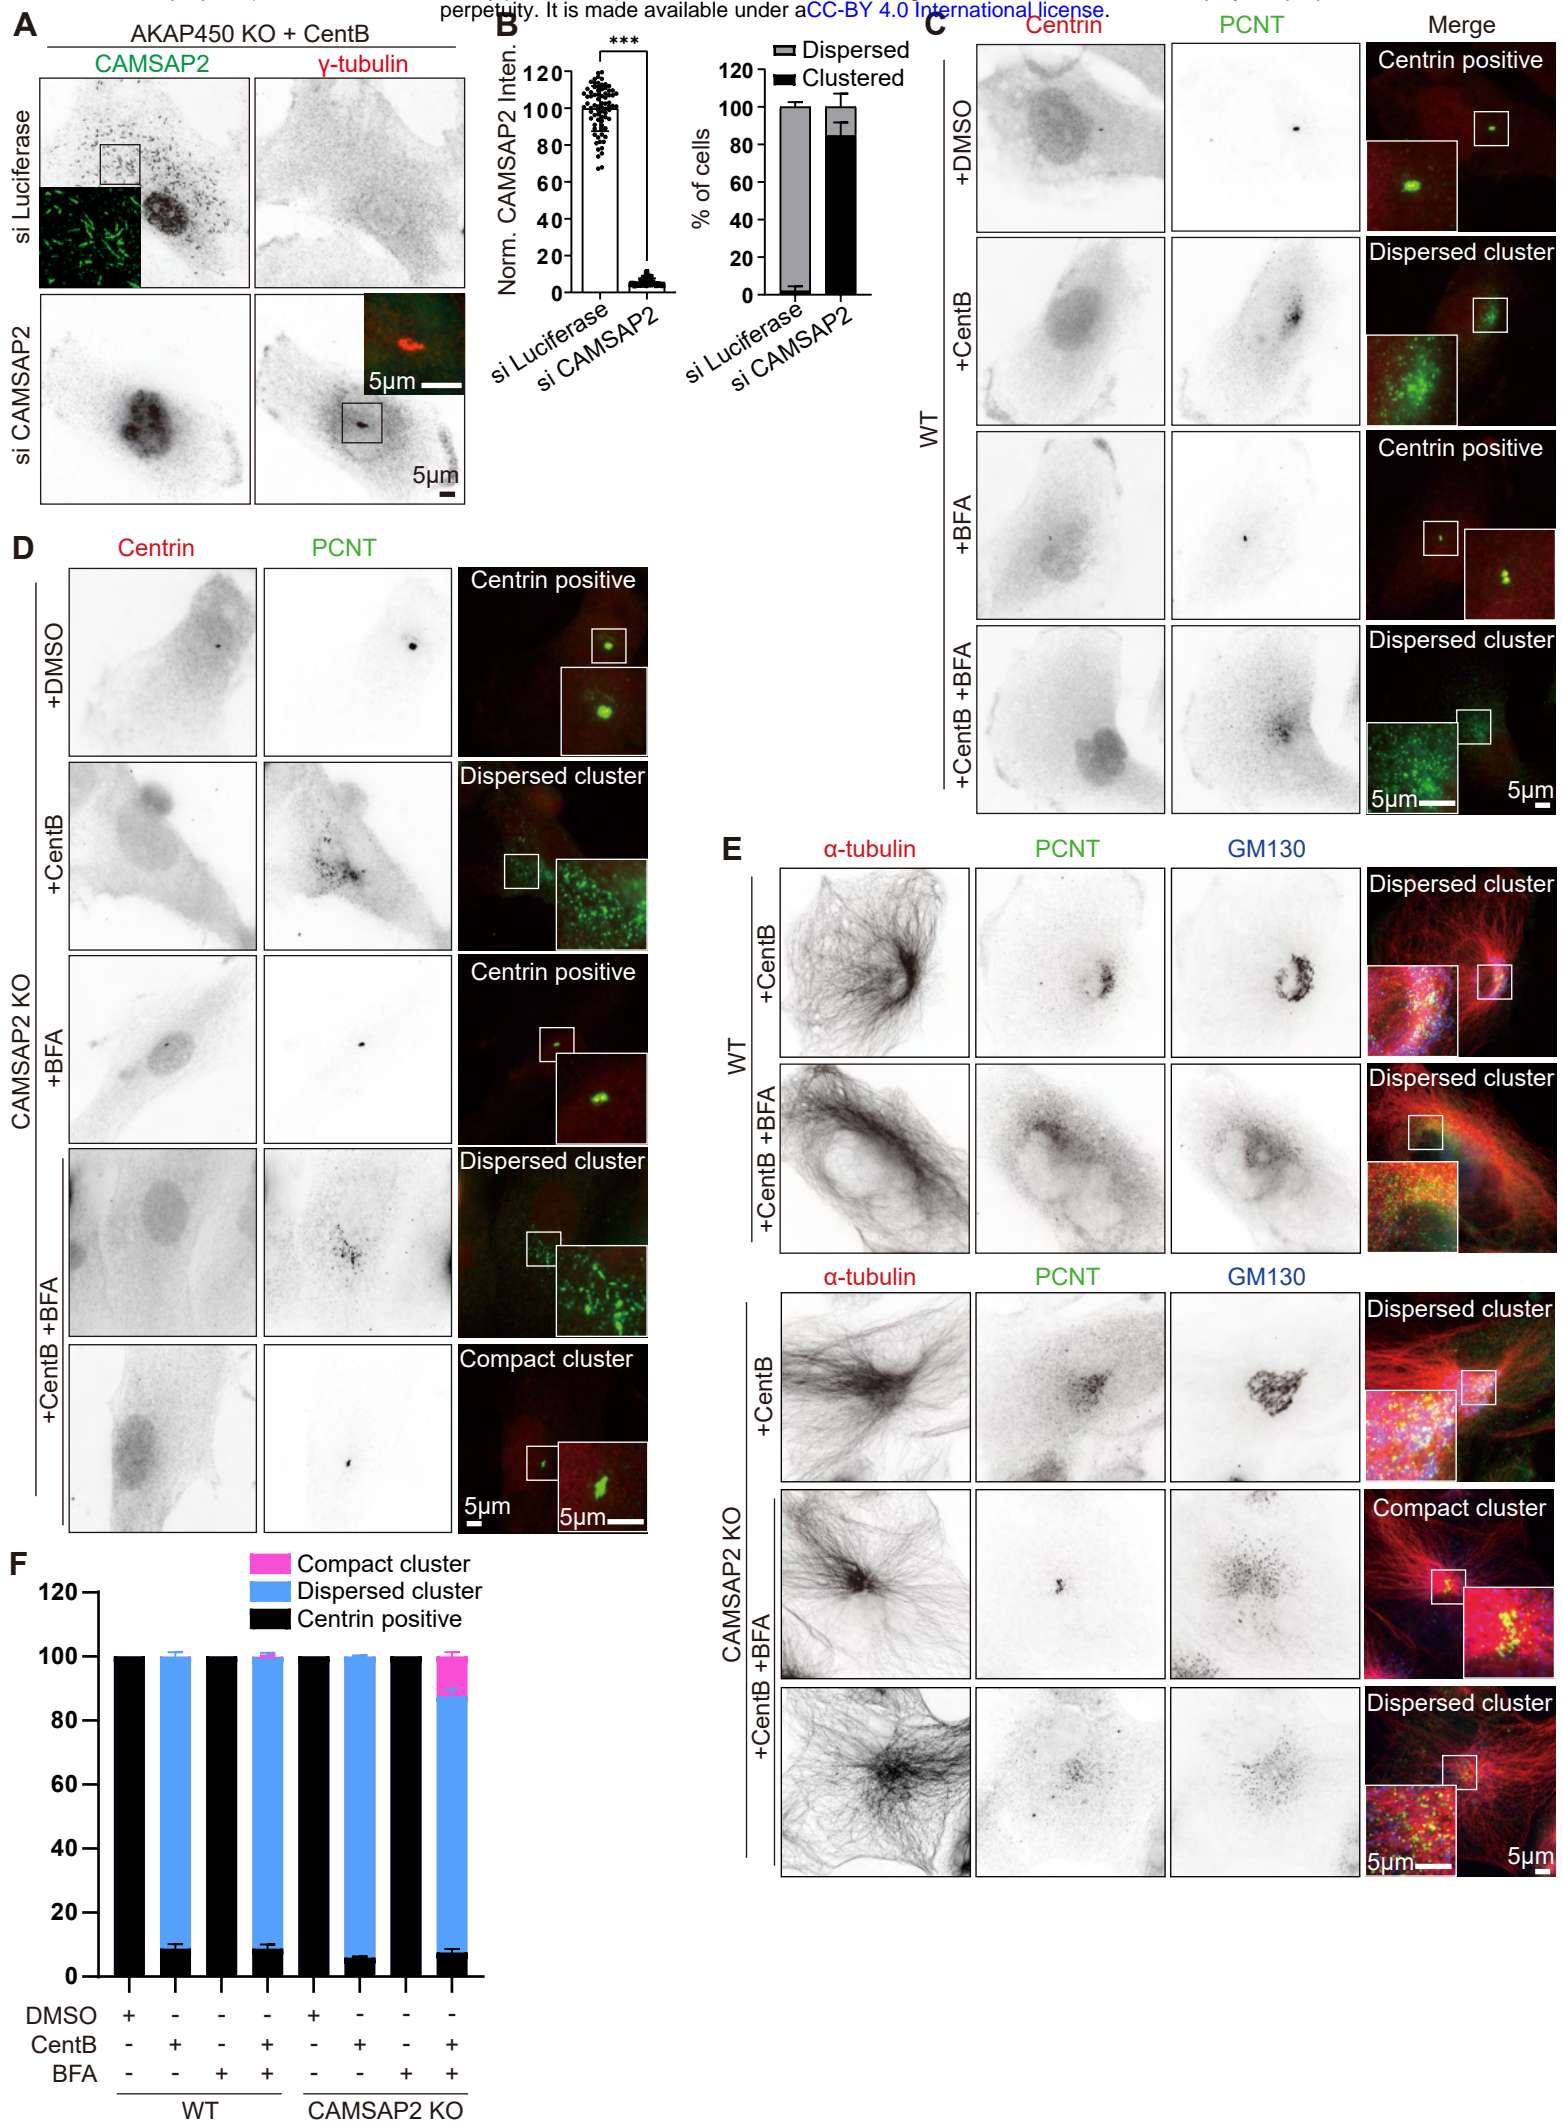 perpetuity. It is made available under aCC-BY 4.0 International license.
A
AKAP450 KO + CentB
CAMSAP2
γ-tubulin
si Luciferase
si CAMSAP2
5µm
5µm
B
Norm. CAMSAP2 Inten.
***
120
100
80
60
40
20
0
si Luciferase
si CAMSAP2
Dispersed
Clustered
% of cells
120
100
80
60
40
20
0
si Luciferase
si CAMSAP2
C
Centrin
PCNT
Merge
WT
+DMSO
Centrin positive
+CentB
Dispersed cluster
+BFA
Centrin positive
+CentB +BFA
Dispersed cluster
5µm
5µm
D
Centrin
PCNT
CAMSAP2 KO
+DMSO
Centrin positive
+CentB
Dispersed cluster
+BFA
Centrin positive
+CentB +BFA
Dispersed cluster
Compact cluster
5µm
5µm
E
α-tubulin
PCNT
GM130
WT
+CentB
Dispersed cluster
+CentB +BFA
Dispersed cluster
α-tubulin
PCNT
GM130
CAMSAP2 KO
+CentB
Dispersed cluster
+CentB +BFA
Compact cluster
Dispersed cluster
5µm
5µm
F
Compact cluster
Dispersed cluster
Centrin positive
120
100
80
60
40
20
0
DMSO + - - - + - - -
CentB - + - + - + - +
BFA - - + + - - + +
WT
CAMSAP2 KO